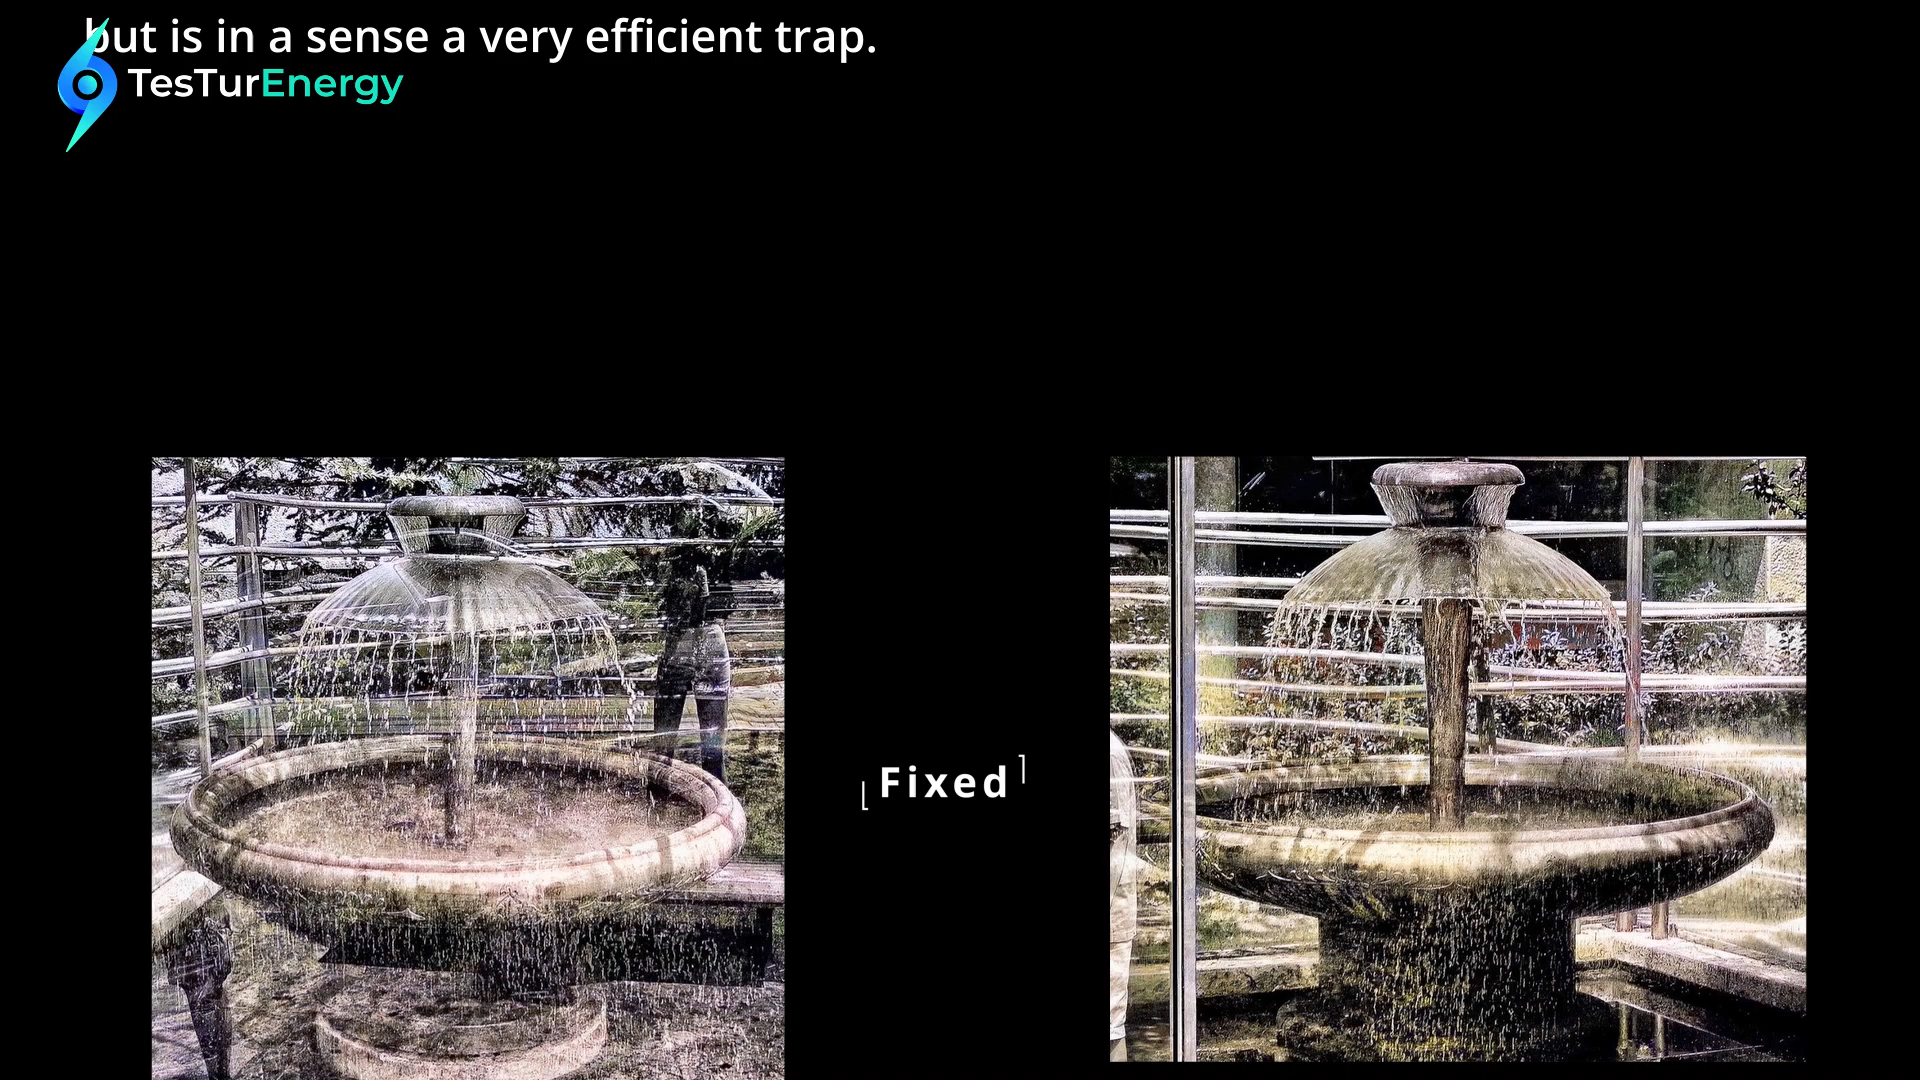 but is in a sense a very efficient trap.
TesTurEnergy
⌊ Fixed ⌉